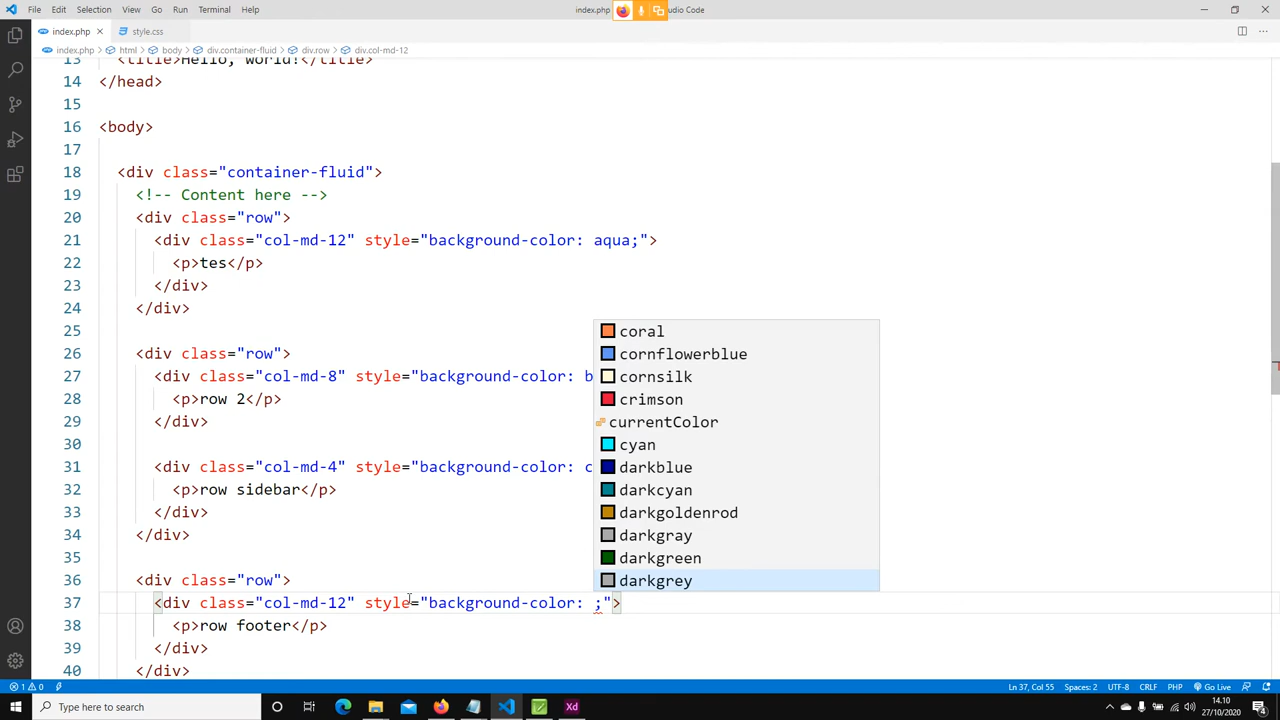 File Edit Selection View Go Run Terminal Help index.php udio Code
index.php style.css
index.php html body div.container-fluid div.row div.col-md-12
13 <title>Hello, world!</title>
14 </head>
15
16 <body>
17
18 <div class="container-fluid">
19 <!-- Content here -->
20 <div class="row">
21 <div class="col-md-12" style="background-color: aqua;">
22 <p>tes</p>
23 </div>
24 </div>
25
26 <div class="row">
27 <div class="col-md-8" style="background-color: b
28 <p>row 2</p>
29 </div>
30
31 <div class="col-md-4" style="background-color: c
32 <p>row sidebar</p>
33 </div>
34 </div>
35
36 <div class="row">
37 <div class="col-md-12" style="background-color: ;">
38 <p>row footer</p>
39 </div>
40 </div>
coral
cornflowerblue
cornsilk
crimson
currentColor
cyan
darkblue
darkcyan
darkgoldenrod
darkgray
darkgreen
darkgrey
1 0 Ln 37, Col 55 Spaces: 2 UTF-8 CRLF PHP Go Live
Type here to search
14.10
27/10/2020
4